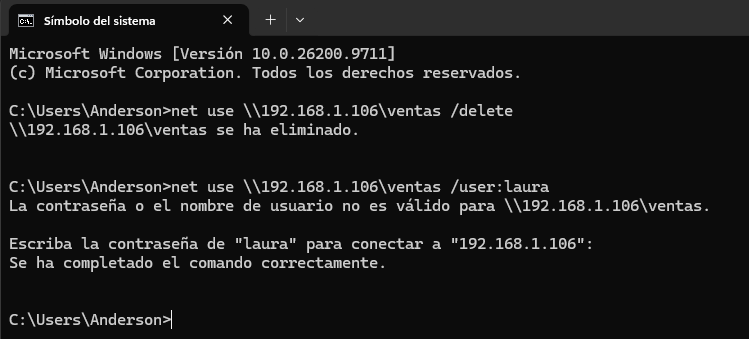 Símbolo del sistema
Microsoft Windows [Versión 10.0.26200.9711]
(c) Microsoft Corporation. Todos los derechos reservados.
C:\Users\Anderson>net use \\192.168.1.106\ventas /delete
\\192.168.1.106\ventas se ha eliminado.
C:\Users\Anderson>net use \\192.168.1.106\ventas /user:laura
La contraseña o el nombre de usuario no es válido para \\192.168.1.106\ventas.
Escriba la contraseña de "laura" para conectar a "192.168.1.106":
Se ha completado el comando correctamente.
C:\Users\Anderson>